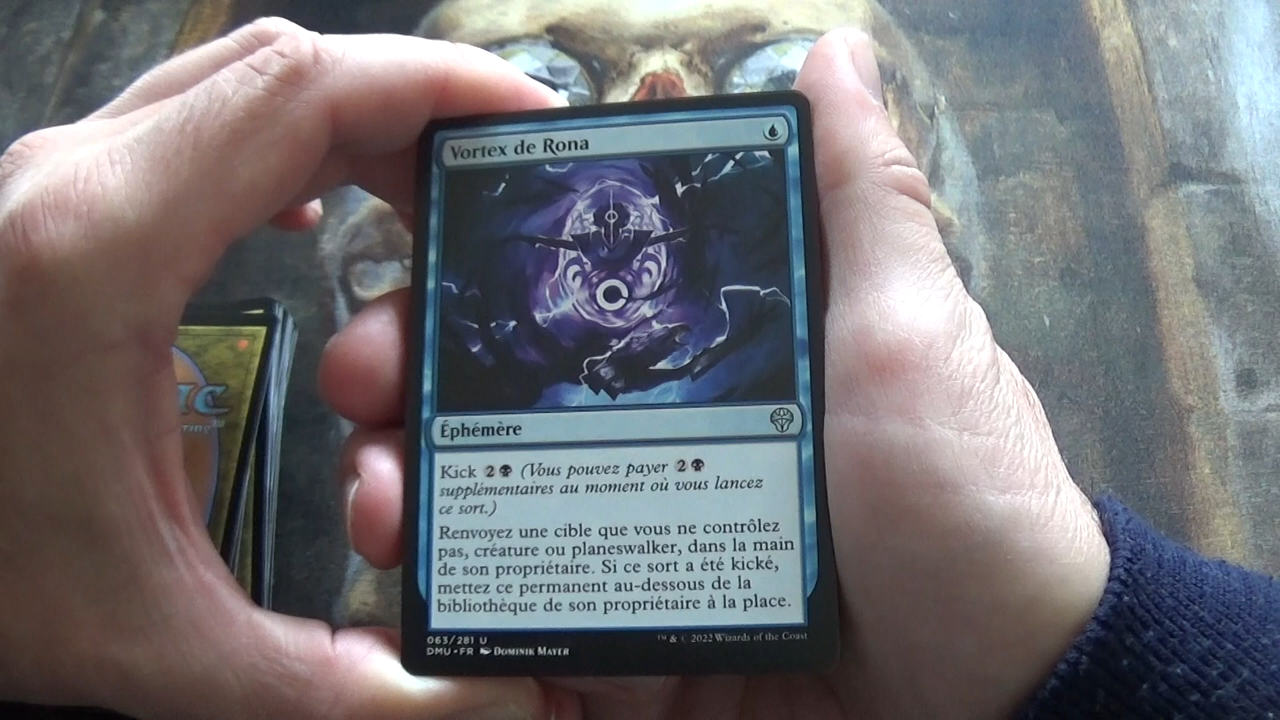 Vortex de Rona
Éphémère
Kick 2 (Vous pouvez payer 2
supplémentaires au moment où vous lancez
ce sort.)
Renvoyez une cible que vous ne contrôlez
pas, créature ou planeswalker, dans la main
de son propriétaire. Si ce sort a été kické,
mettez ce permanent au-dessous de la
bibliothèque de son propriétaire à la place.
063/281 U
DMU • FR Dominik Mayer
™ & © 2022 Wizards of the Coast